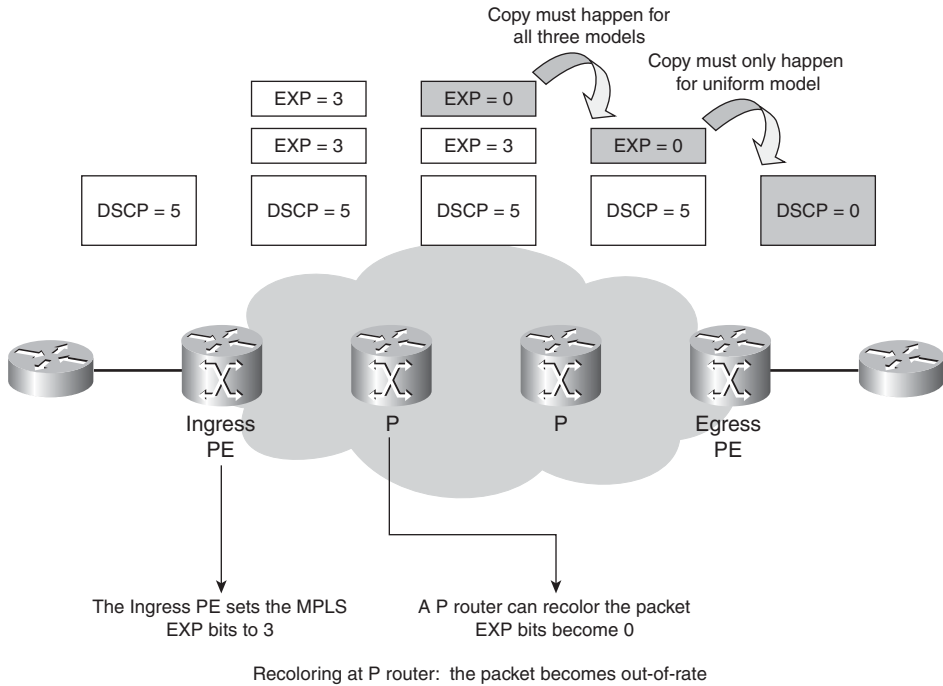 Copy must happen for
all three models
Copy must only happen
for uniform model
EXP = 3
EXP = 0
EXP = 3
EXP = 3
EXP = 0
DSCP = 5
DSCP = 5
DSCP = 5
DSCP = 5
DSCP = 0
Ingress
PE
P
P
Egress
PE
The Ingress PE sets the MPLS
EXP bits to 3
A P router can recolor the packet
EXP bits become 0
Recoloring at P router: the packet becomes out-of-rate